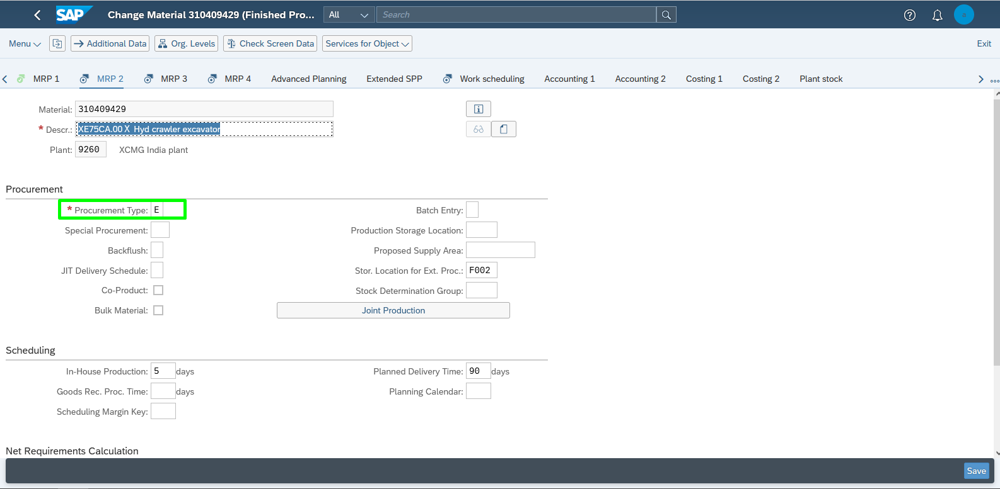 SAP Change Material 310409429 (Finished Pro... All Search
Menu Additional Data Org. Levels Check Screen Data Services for Object Exit
MRP 1 MRP 2 MRP 3 MRP 4 Advanced Planning Extended SPP Work scheduling Accounting 1 Accounting 2 Costing 1 Costing 2 Plant stock
Material: 310409429
* Descr.: XE75CA.00Ⅹ Hyd crawler excavator
Plant: 9260 XCMG India plant
Procurement
* Procurement Type: E Batch Entry:
Special Procurement: Production Storage Location:
Backflush: Proposed Supply Area:
JIT Delivery Schedule: Stor. Location for Ext. Proc.: F002
Co-Product: Stock Determination Group:
Bulk Material: Joint Production
Scheduling
In-House Production: 5 days Planned Delivery Time: 90 days
Goods Rec. Proc. Time: days Planning Calendar:
Scheduling Margin Key:
Net Requirements Calculation
Save